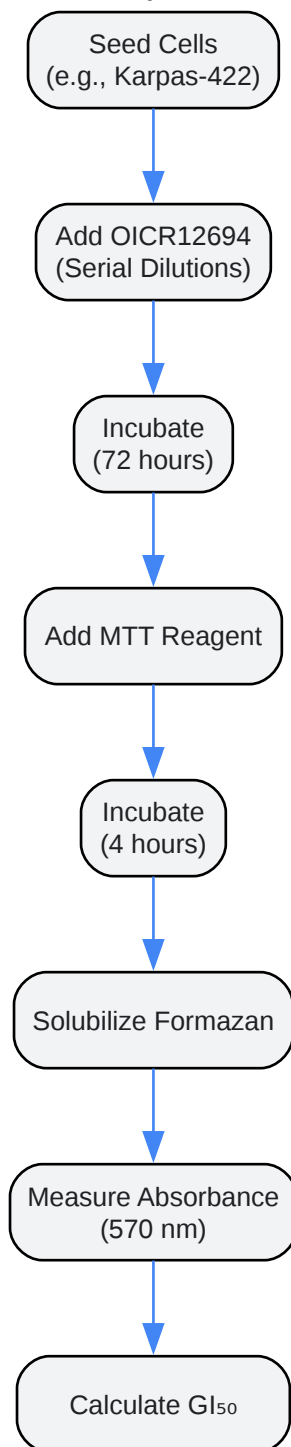 Seed Cells
(e.g., Karpas-422)
Add OICR12694
(Serial Dilutions)
Incubate
(72 hours)
Add MTT Reagent
Incubate
(4 hours)
Solubilize Formazan
Measure Absorbance
(570 nm)
Calculate GI₅₀